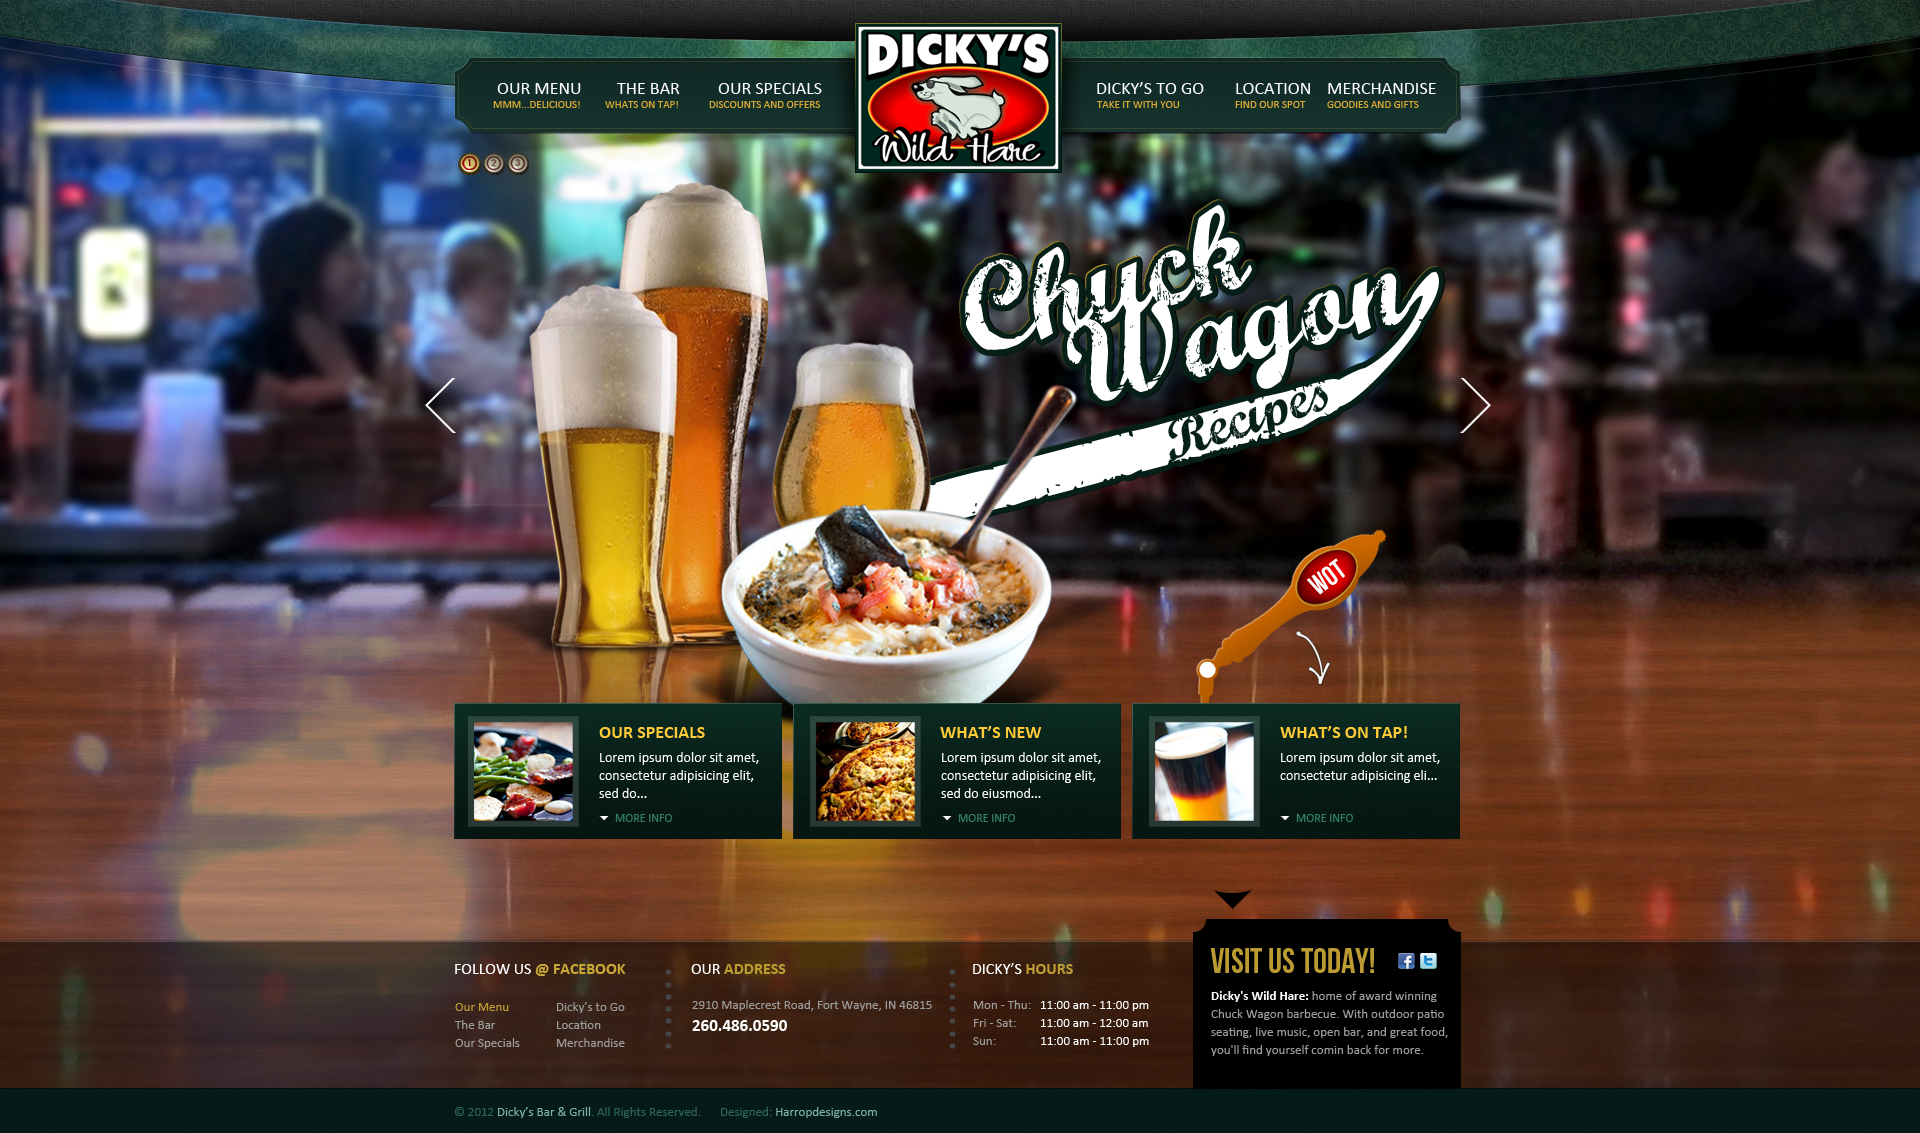 OUR MENU
MMM...DELICIOUS!
THE BAR
WHATS ON TAP!
OUR SPECIALS
DISCOUNTS AND OFFERS
DICKY'S
Wild Hare
DICKY'S TO GO
TAKE IT WITH YOU
LOCATION
FIND OUR SPOT
MERCHANDISE
GOODIES AND GIFTS
1 2 3
Chuck
Wagon
Recipes
WOT
OUR SPECIALS
Lorem ipsum dolor sit amet,
consectetur adipisicing elit,
sed do...
MORE INFO
WHAT'S NEW
Lorem ipsum dolor sit amet,
consectetur adipisicing elit,
sed do eiusmod...
MORE INFO
WHAT'S ON TAP!
Lorem ipsum dolor sit amet,
consectetur adipisicing eli...
MORE INFO
FOLLOW US @ FACEBOOK
Our Menu
The Bar
Our Specials
Dicky's to Go
Location
Merchandise
OUR ADDRESS
2910 Maplecrest Road, Fort Wayne, IN 46815
260.486.0590
DICKY'S HOURS
Mon - Thu: 11:00 am - 11:00 pm
Fri - Sat: 11:00 am - 12:00 am
Sun: 11:00 am - 11:00 pm
VISIT US TODAY!
Dicky's Wild Hare: home of award winning
Chuck Wagon barbecue. With outdoor patio
seating, live music, open bar, and great food,
you'll find yourself comin back for more.
© 2012 Dicky's Bar & Grill. All Rights Reserved. Designed: Harropdesigns.com